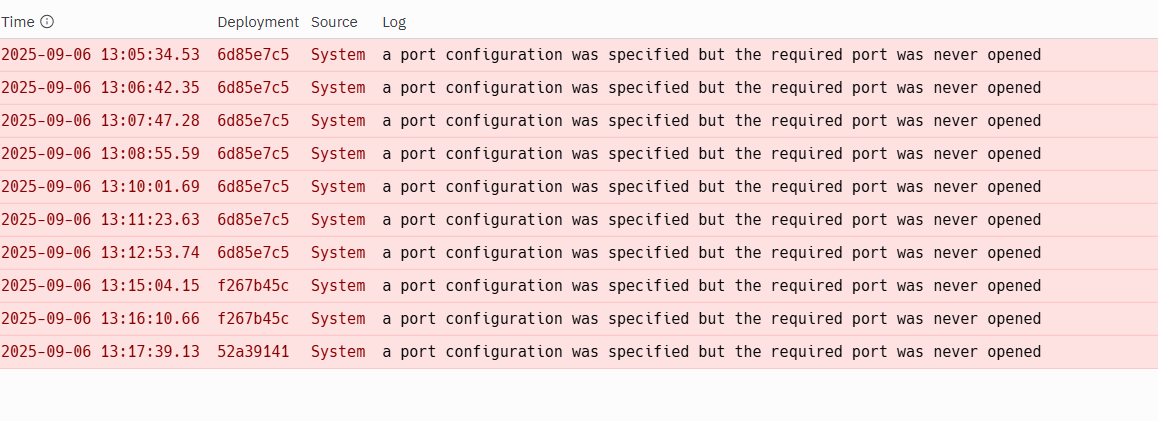 Time Deployment Source Log
2025-09-06 13:05:34.53 6d85e7c5 System a port configuration was specified but the required port was never opened
2025-09-06 13:06:42.35 6d85e7c5 System a port configuration was specified but the required port was never opened
2025-09-06 13:07:47.28 6d85e7c5 System a port configuration was specified but the required port was never opened
2025-09-06 13:08:55.59 6d85e7c5 System a port configuration was specified but the required port was never opened
2025-09-06 13:10:01.69 6d85e7c5 System a port configuration was specified but the required port was never opened
2025-09-06 13:11:23.63 6d85e7c5 System a port configuration was specified but the required port was never opened
2025-09-06 13:12:53.74 6d85e7c5 System a port configuration was specified but the required port was never opened
2025-09-06 13:15:04.15 f267b45c System a port configuration was specified but the required port was never opened
2025-09-06 13:16:10.66 f267b45c System a port configuration was specified but the required port was never opened
2025-09-06 13:17:39.13 52a39141 System a port configuration was specified but the required port was never opened